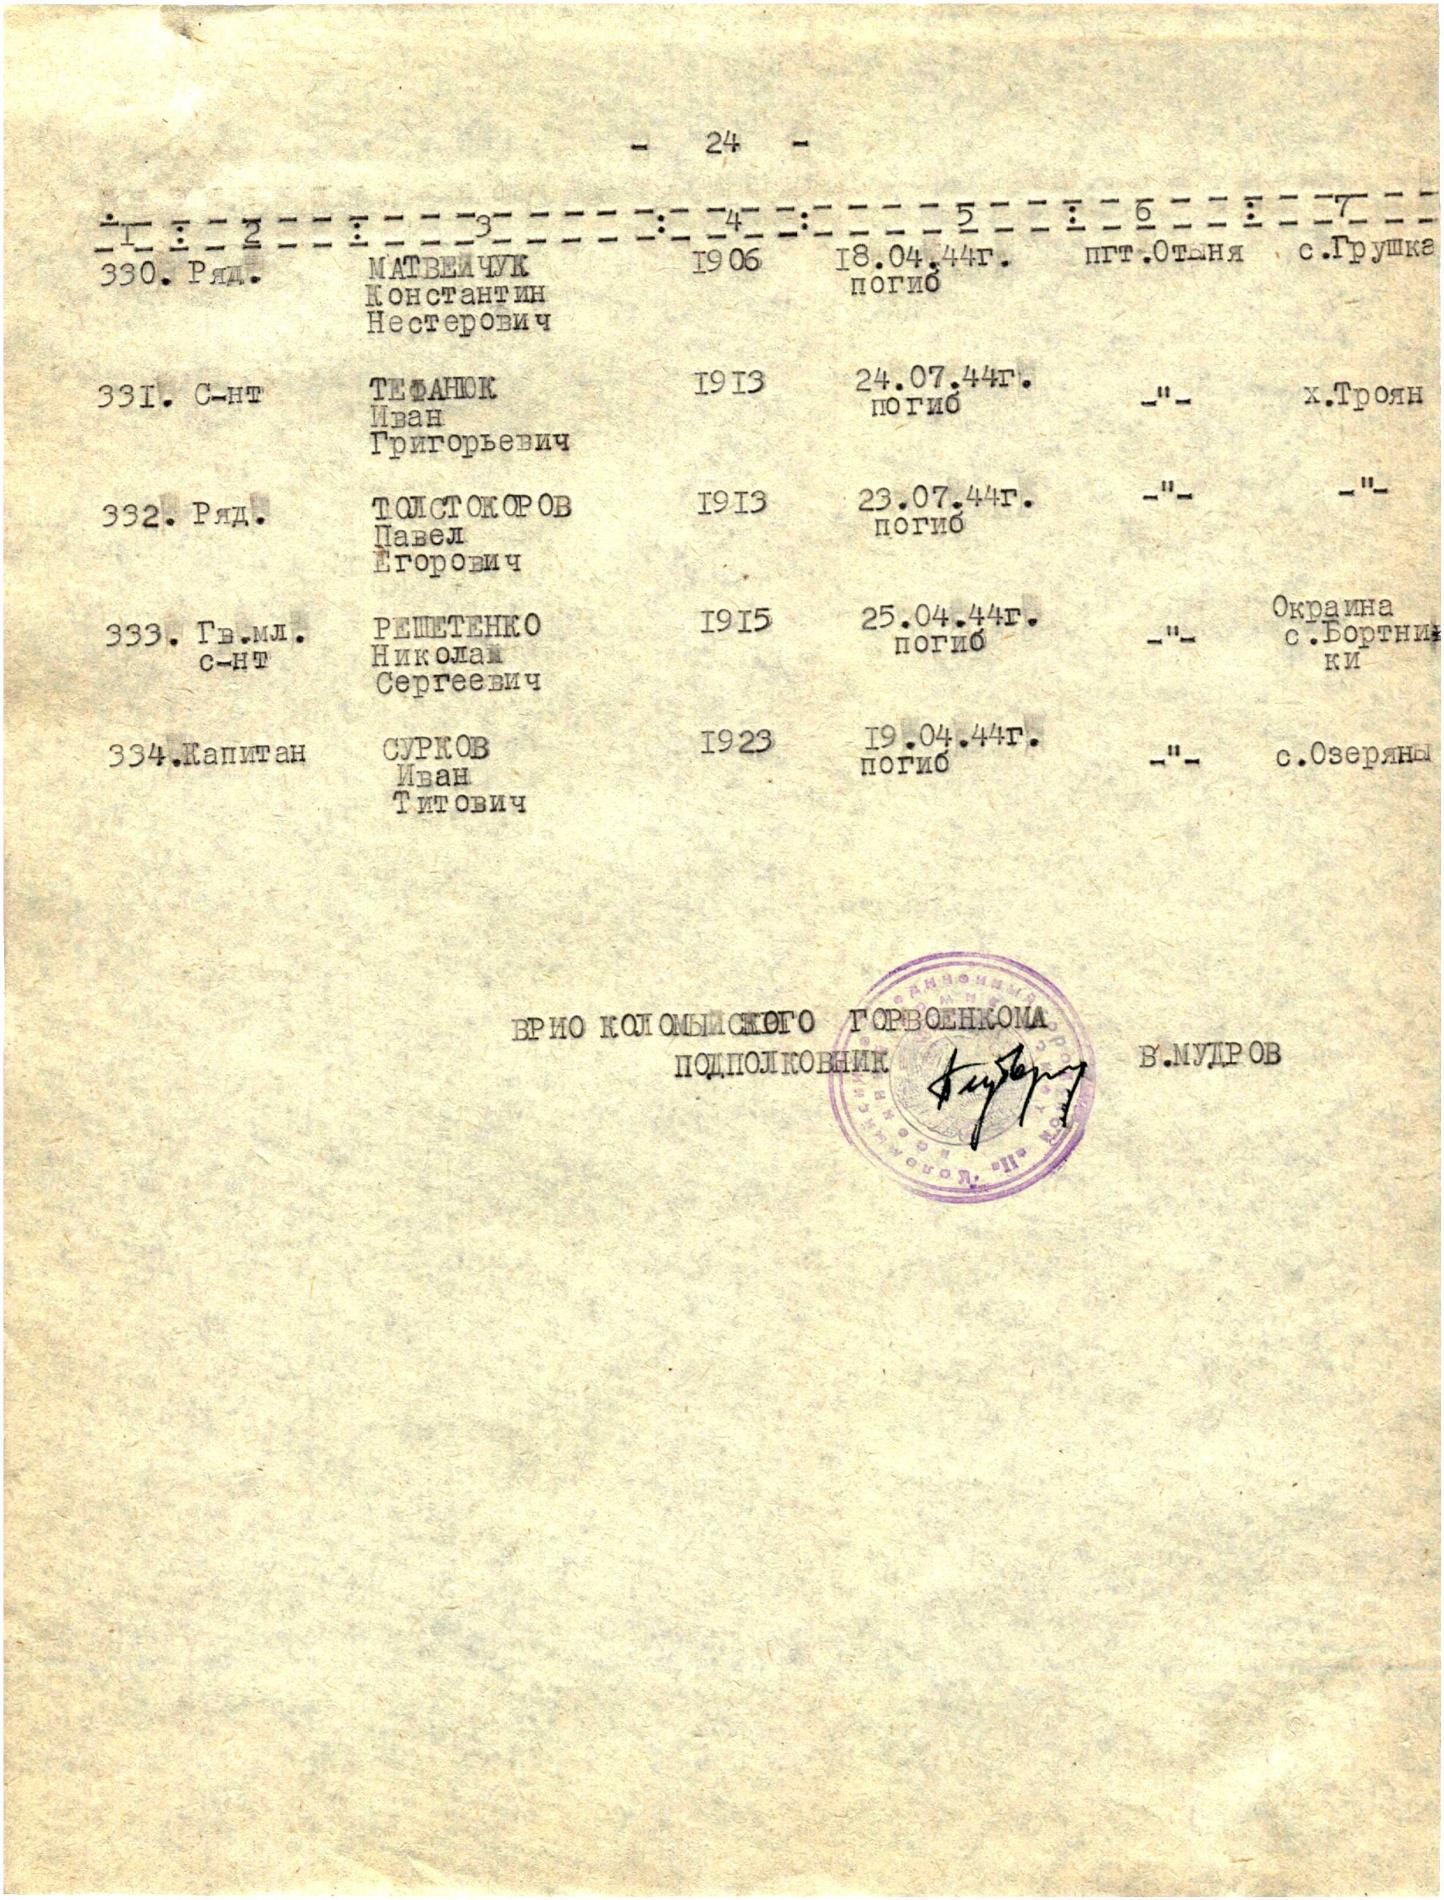 - 24 -
1 : 2 : 3 : 4 : 5 : 6 : 7
330. Ряд. МАТВЕЙЧУК 1906 18.04.44г. пгт.Отыня с.Грушка
Константин погиб
Нестерович
331. С-нт ТЕФАНЮК 1913 24.07.44г. -"- х.Троян
Иван погиб
Григорьевич
332. Ряд. ТОЛСТОКОРОВ 1913 23.07.44г. -"- -"-
Павел погиб
Егорович
333. Гв.мл. РЕШЕТЕНКО 1915 25.04.44г. -"- Окраина
с-нт Николай погиб с.Бортни
Сергеевич ки
334.Капитан СУРКОВ 1923 19.04.44г. -"- с.Озеряны
Иван погиб
Титович
ВРИО КОЛОМЫЙСКОГО ГОРВОЕНКОМА
ПОДПОЛКОВНИК В.МУДРОВ